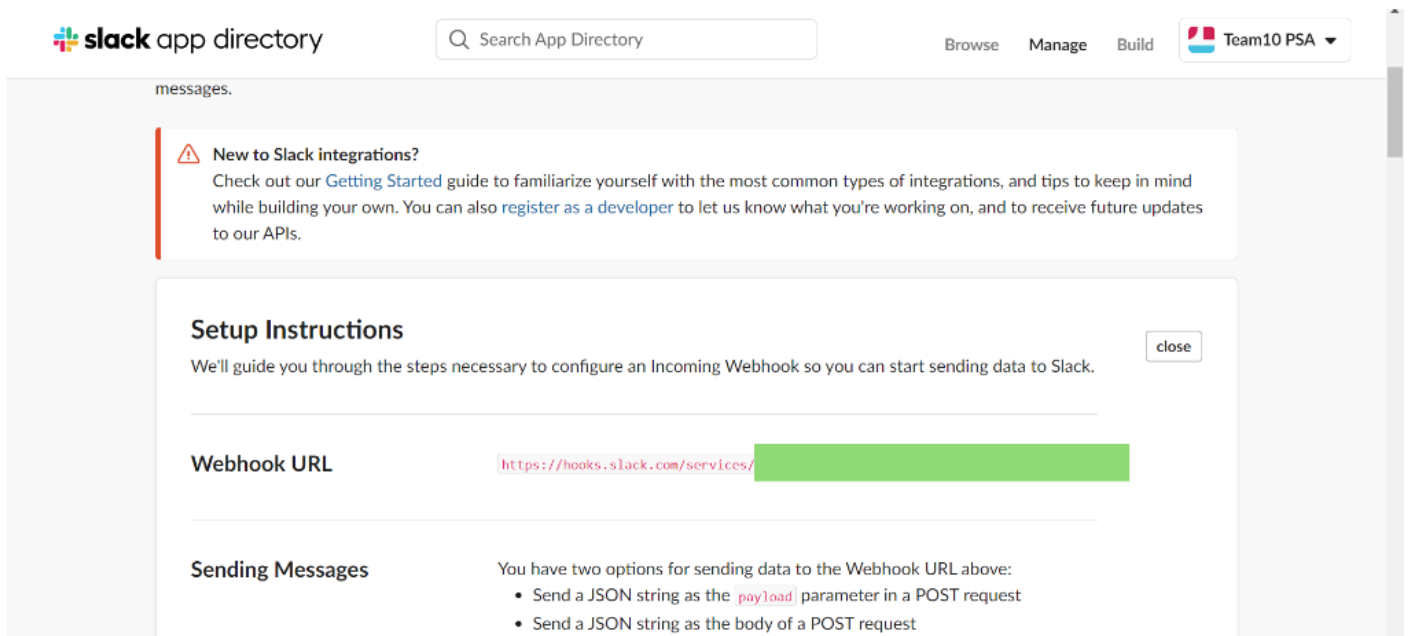 slack app directory
Search App Directory
Browse Manage Build Team10 PSA
messages.
New to Slack integrations?
Check out our Getting Started guide to familiarize yourself with the most common types of integrations, and tips to keep in mind
while building your own. You can also register as a developer to let us know what you're working on, and to receive future updates
to our APIs.
Setup Instructions
close
We'll guide you through the steps necessary to configure an Incoming Webhook so you can start sending data to Slack.
Webhook URL
https://hooks.slack.com/services/
Sending Messages
You have two options for sending data to the Webhook URL above:
• Send a JSON string as the payload parameter in a POST request
• Send a JSON string as the body of a POST request